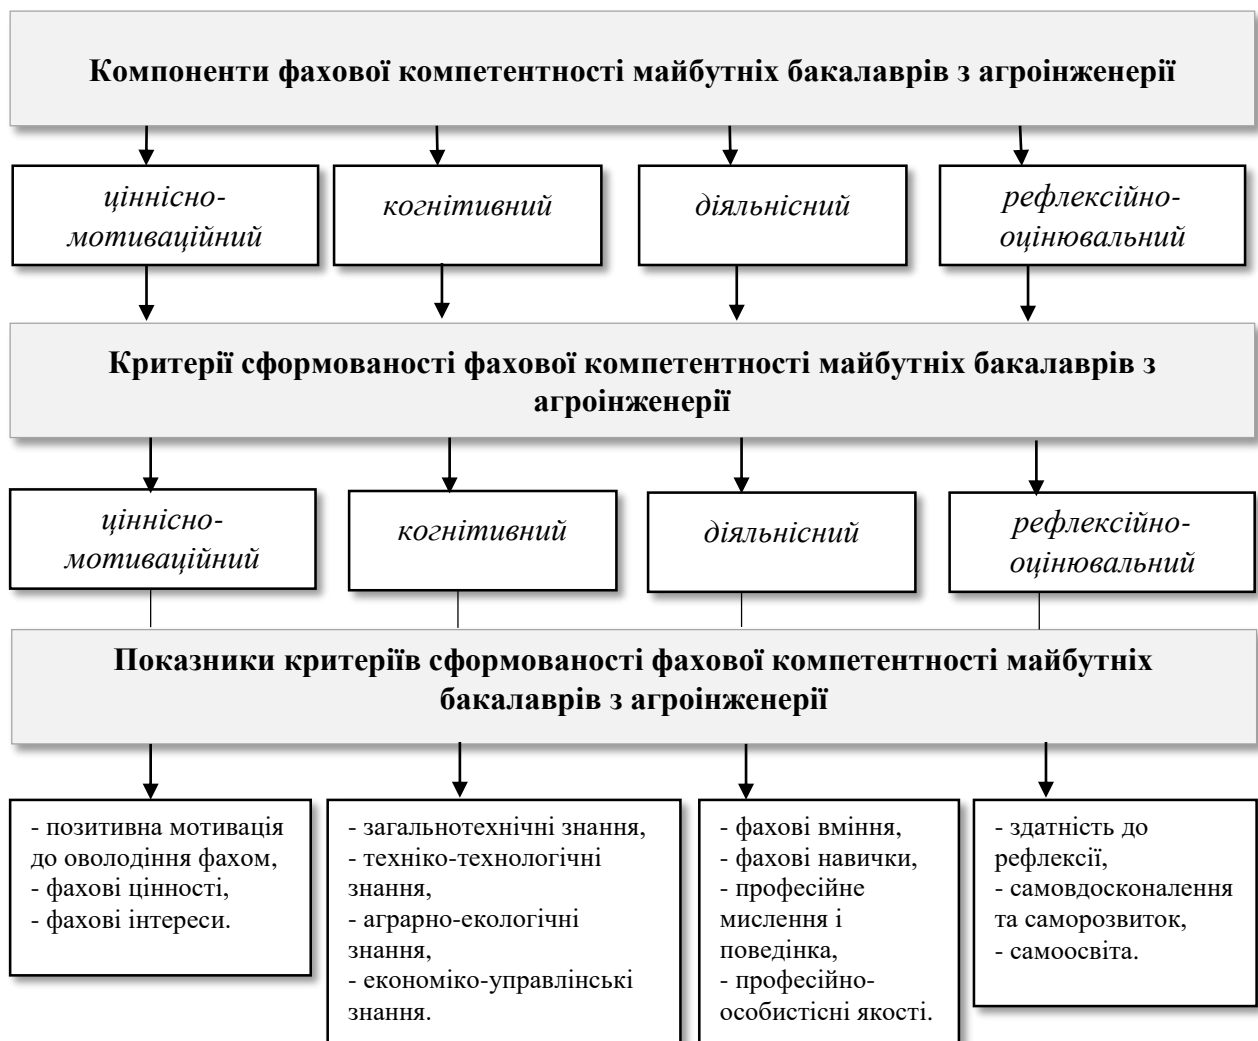 Компоненти фахової компетентності майбутніх бакалаврів з агроінженерії
ціннісно-
мотиваційний
когнітивний
діяльнісний
рефлексійно-
оцінювальний
Критерії сформованості фахової компетентності майбутніх бакалаврів з
агроінженерії
ціннісно-
мотиваційний
когнітивний
діяльнісний
рефлексійно-
оцінювальний
Показники критеріїв сформованості фахової компетентності майбутніх
бакалаврів з агроінженерії
- позитивна мотивація
до оволодіння фахом,
- фахові цінності,
- фахові інтереси.
- загальнотехнічні знання,
- техніко-технологічні
знання,
- аграрно-екологічні
знання,
- економіко-управлінські
знання.
- фахові вміння,
- фахові навички,
- професійне
мислення і
поведінка,
- професійно-
особистісні якості.
- здатність до
рефлексії,
- самовдосконалення
та саморозвиток,
- самоосвіта.